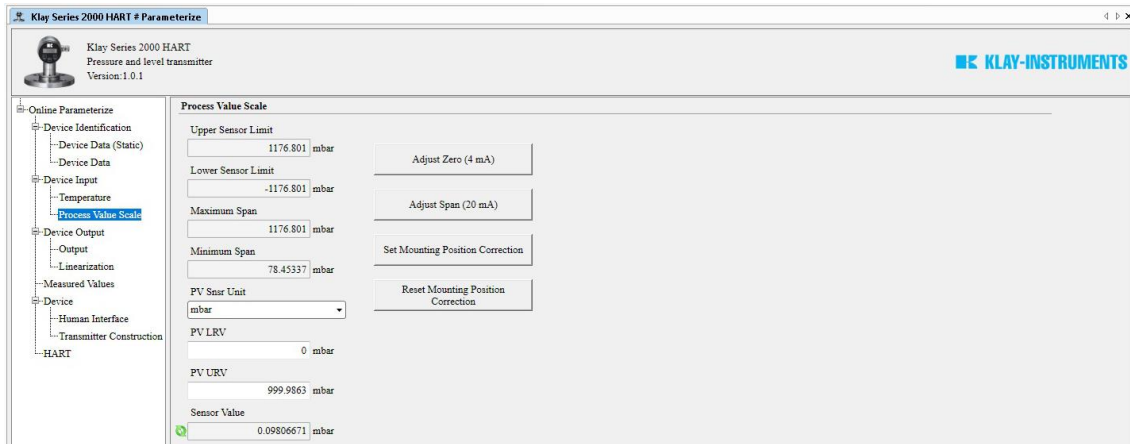 Klay Series 2000 HART # Parameterize
Klay Series 2000 HART
Pressure and level transmitter
Version:1.0.1
KLAY-INSTRUMENTS
Online Parameterize
Device Identification
Device Data (Static)
Device Data
Device Input
Temperature
Process Value Scale
Device Output
Output
Linearization
Measured Values
Device
Human Interface
Transmitter Construction
HART
Process Value Scale
Upper Sensor Limit
1176.801 mbar
Lower Sensor Limit
-1176.801 mbar
Maximum Span
1176.801 mbar
Minimum Span
78.45337 mbar
PV Snsr Unit
mbar
PV LRV
0 mbar
PV URV
999.9863 mbar
Sensor Value
0.09806671 mbar
Adjust Zero (4 mA)
Adjust Span (20 mA)
Set Mounting Position Correction
Reset Mounting Position
Correction